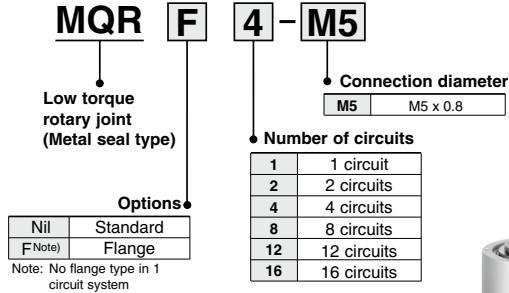 MQR F 4 – M5
Connection diameter
M5 M5 x 0.8
Low torque
rotary joint
(Metal seal type)
Number of circuits
1 1 circuit
2 2 circuits
4 4 circuits
8 8 circuits
12 12 circuits
16 16 circuits
Options
Nil Standard
F Note) Flange
Note: No flange type in 1
circuit system